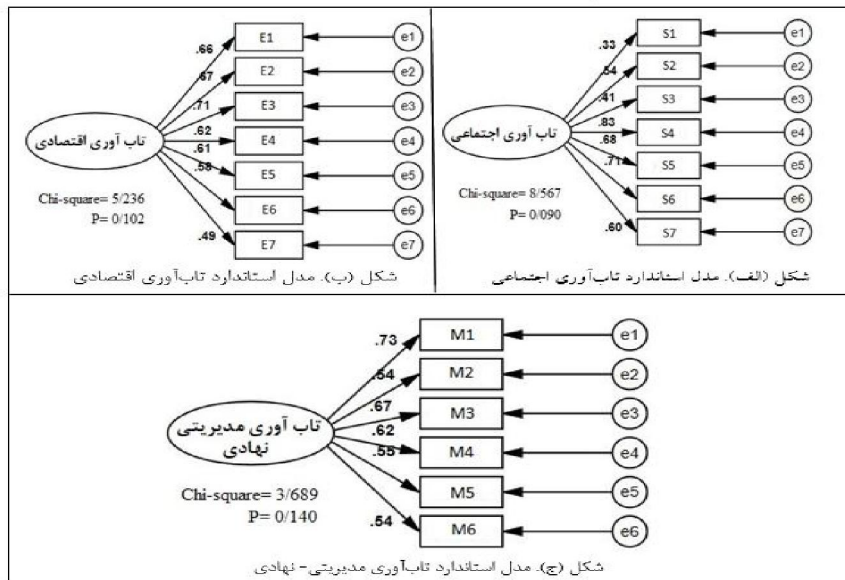 S1
e1
.33
S2
e2
.54
S3
e3
.41
تاب آوری اجتماعی
S4
e4
.83
S5
e5
.68
S6
e6
.71
S7
e7
.60
Chi-square= 8/567
P= 0/090
شکل (الف). مدل استاندارد تاب‌آوری اجتماعی
E1
e1
.66
E2
e2
.67
E3
e3
.71
تاب آوری اقتصادی
E4
e4
.62
E5
e5
.61
E6
e6
.58
E7
e7
.49
Chi-square= 5/236
P= 0/102
شکل (ب). مدل استاندارد تاب‌آوری اقتصادی
M1
e1
.73
M2
e2
.54
M3
e3
.67
تاب آوری مدیریتی
نهادی
M4
e4
.62
M5
e5
.55
M6
e6
.54
Chi-square= 3/689
P= 0/140
شکل (ج). مدل استاندارد تاب‌آوری مدیریتی- نهادی